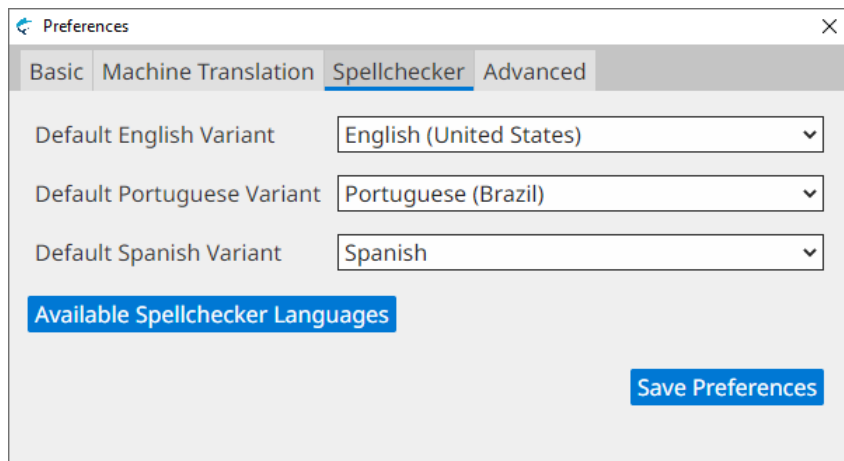 Preferences
Basic Machine Translation Spellchecker Advanced
Default English Variant English (United States)
Default Portuguese Variant Portuguese (Brazil)
Default Spanish Variant Spanish
Available Spellchecker Languages
Save Preferences